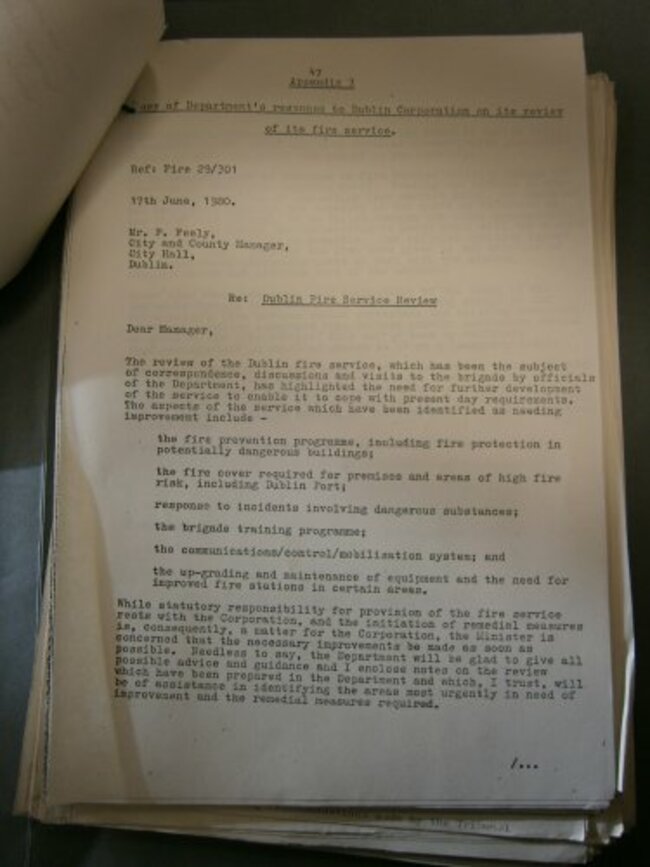 47
Appendix 3
of Department's response to Dublin Corporation on its review
of its fire service.
Ref: Fire 29/301
17th June, 1980.
Mr. F. Feely,
City and County Manager,
City Hall,
Dublin.
Re: Dublin Fire Service Review
Dear Manager,
The review of the Dublin fire service, which has been the subject
of correspondence, discussions and visits to the brigade by officials
of the Department, has highlighted the need for further development
of the service to enable it to cope with present day requirements.
The aspects of the service which have been identified as needing
improvement include -
the fire prevention programme, including fire protection in
potentially dangerous buildings;
the fire cover required for premises and areas of high fire
risk, including Dublin Port;
response to incidents involving dangerous substances;
the brigade training programme;
the communications/control/mobilisation system; and
the up-grading and maintenance of equipment and the need for
improved fire stations in certain areas.
While statutory responsibility for provision of the fire service
rests with the Corporation, and the initiation of remedial measures
is, consequently, a matter for the Corporation, the Minister is
concerned that the necessary improvements be made as soon as
possible. Needless to say, the Department will be glad to give all
possible advice and guidance and I enclose notes on the review
which have been prepared in the Department and which, I trust, will
be of assistance in identifying the areas most urgently in need of
improvement and the remedial measures required.
/...
made by the Tribunal